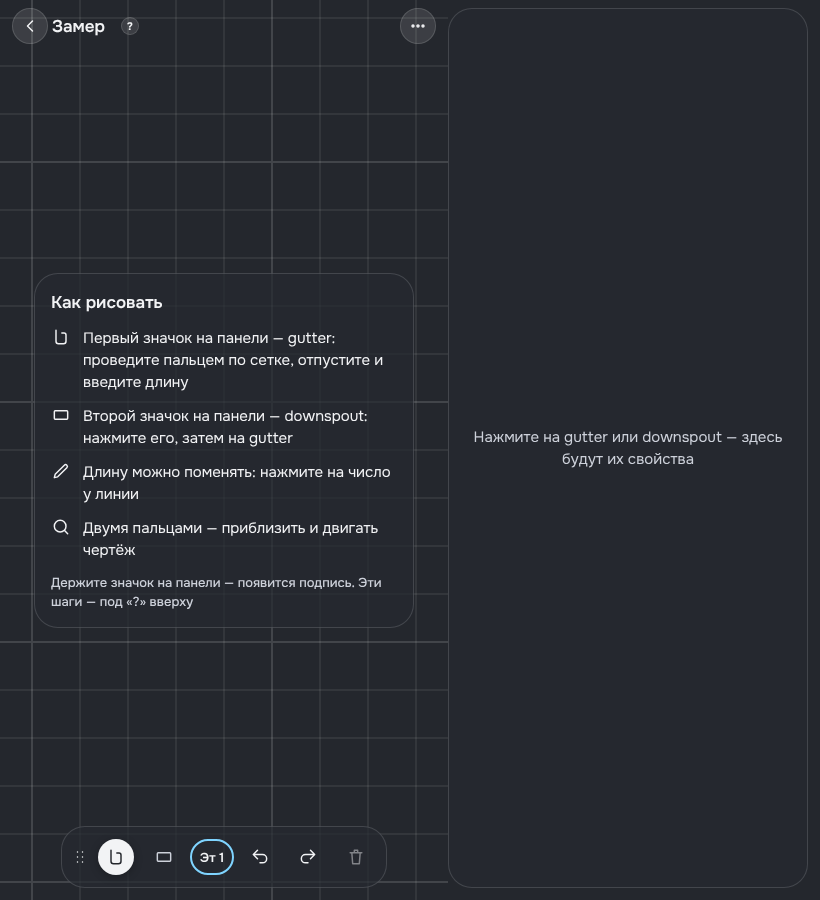 Замер
?
Как рисовать
Первый значок на панели — gutter:
проведите пальцем по сетке, отпустите и
введите длину
Второй значок на панели — downspout:
нажмите его, затем на gutter
Длину можно поменять: нажмите на число
у линии
Двумя пальцами — приблизить и двигать
чертёж
Держите значок на панели — появится подпись. Эти
шаги — под «?» вверху
Эт 1
Нажмите на gutter или downspout — здесь
будут их свойства